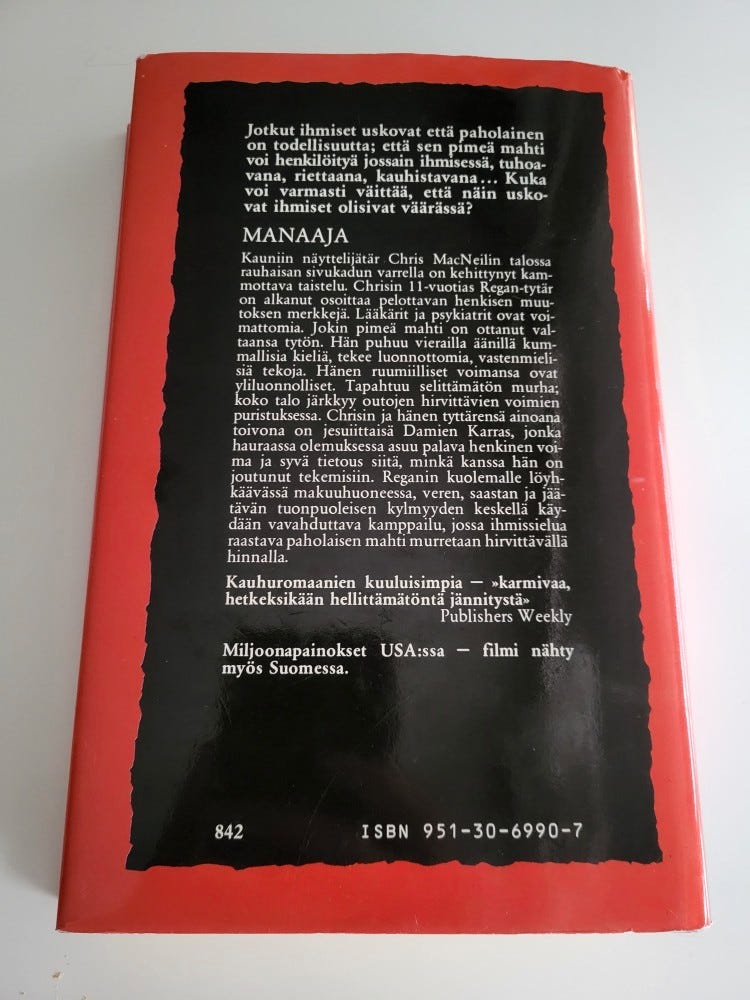 Jotkut ihmiset uskovat että paholainen
on todellisuutta; että sen pimeä mahti
voi henkilöityä jossain ihmisessä, tuhoa-
vana, riettaana, kauhistavana... Kuka
voi varmasti väittää, että näin usko-
vat ihmiset olisivat väärässä?
MANAAJA
Kauniin näyttelijätär Chris MacNeilin talossa
rauhaisan sivukadun varrella on kehittynyt kam-
mottava taistelu. Chrisin 11-vuotias Regan-tytär
on alkanut osoittaa pelottavan henkisen muu-
toksen merkkejä. Lääkärit ja psykiatrit ovat voi-
mattomia. Jokin pimeä mahti on ottanut val-
taansa tytön. Hän puhuu vierailla äänillä kum-
mallisia kieliä, tekee luonnottomia, vastenmieli-
siä tekoja. Hänen ruumiilliset voimansa ovat
yliluonnolliset. Tapahtuu selittämätön murha;
koko talo järkkyy outojen hirvittävien voimien
puristuksessa. Chrisin ja hänen tyttärensä ainoana
toivona on jesuiittaisä Damien Karras, jonka
hauraassa olemuksessa asuu palava henkinen voi-
ma ja syvä tietous siitä, minkä kanssa hän on
joutunut tekemisiin. Reganin kuolemalle löyh-
käävässä makuuhuoneessa, veren, saastan ja jää-
tävän tuonpuoleisen kylmyyden keskellä käy-
dään vavahduttava kamppailu, jossa ihmissielua
raastava paholaisen mahti murretaan hirvittävällä
hinnalla.
Kauhuromaanien kuuluisimpia – »karmivaa,
hetkeksikään hellittämätöntä jännitystä»
Publishers Weekly
Miljoonapainokset USA:ssa – filmi nähty
myös Suomessa.
842 ISBN 951-30-6990-7